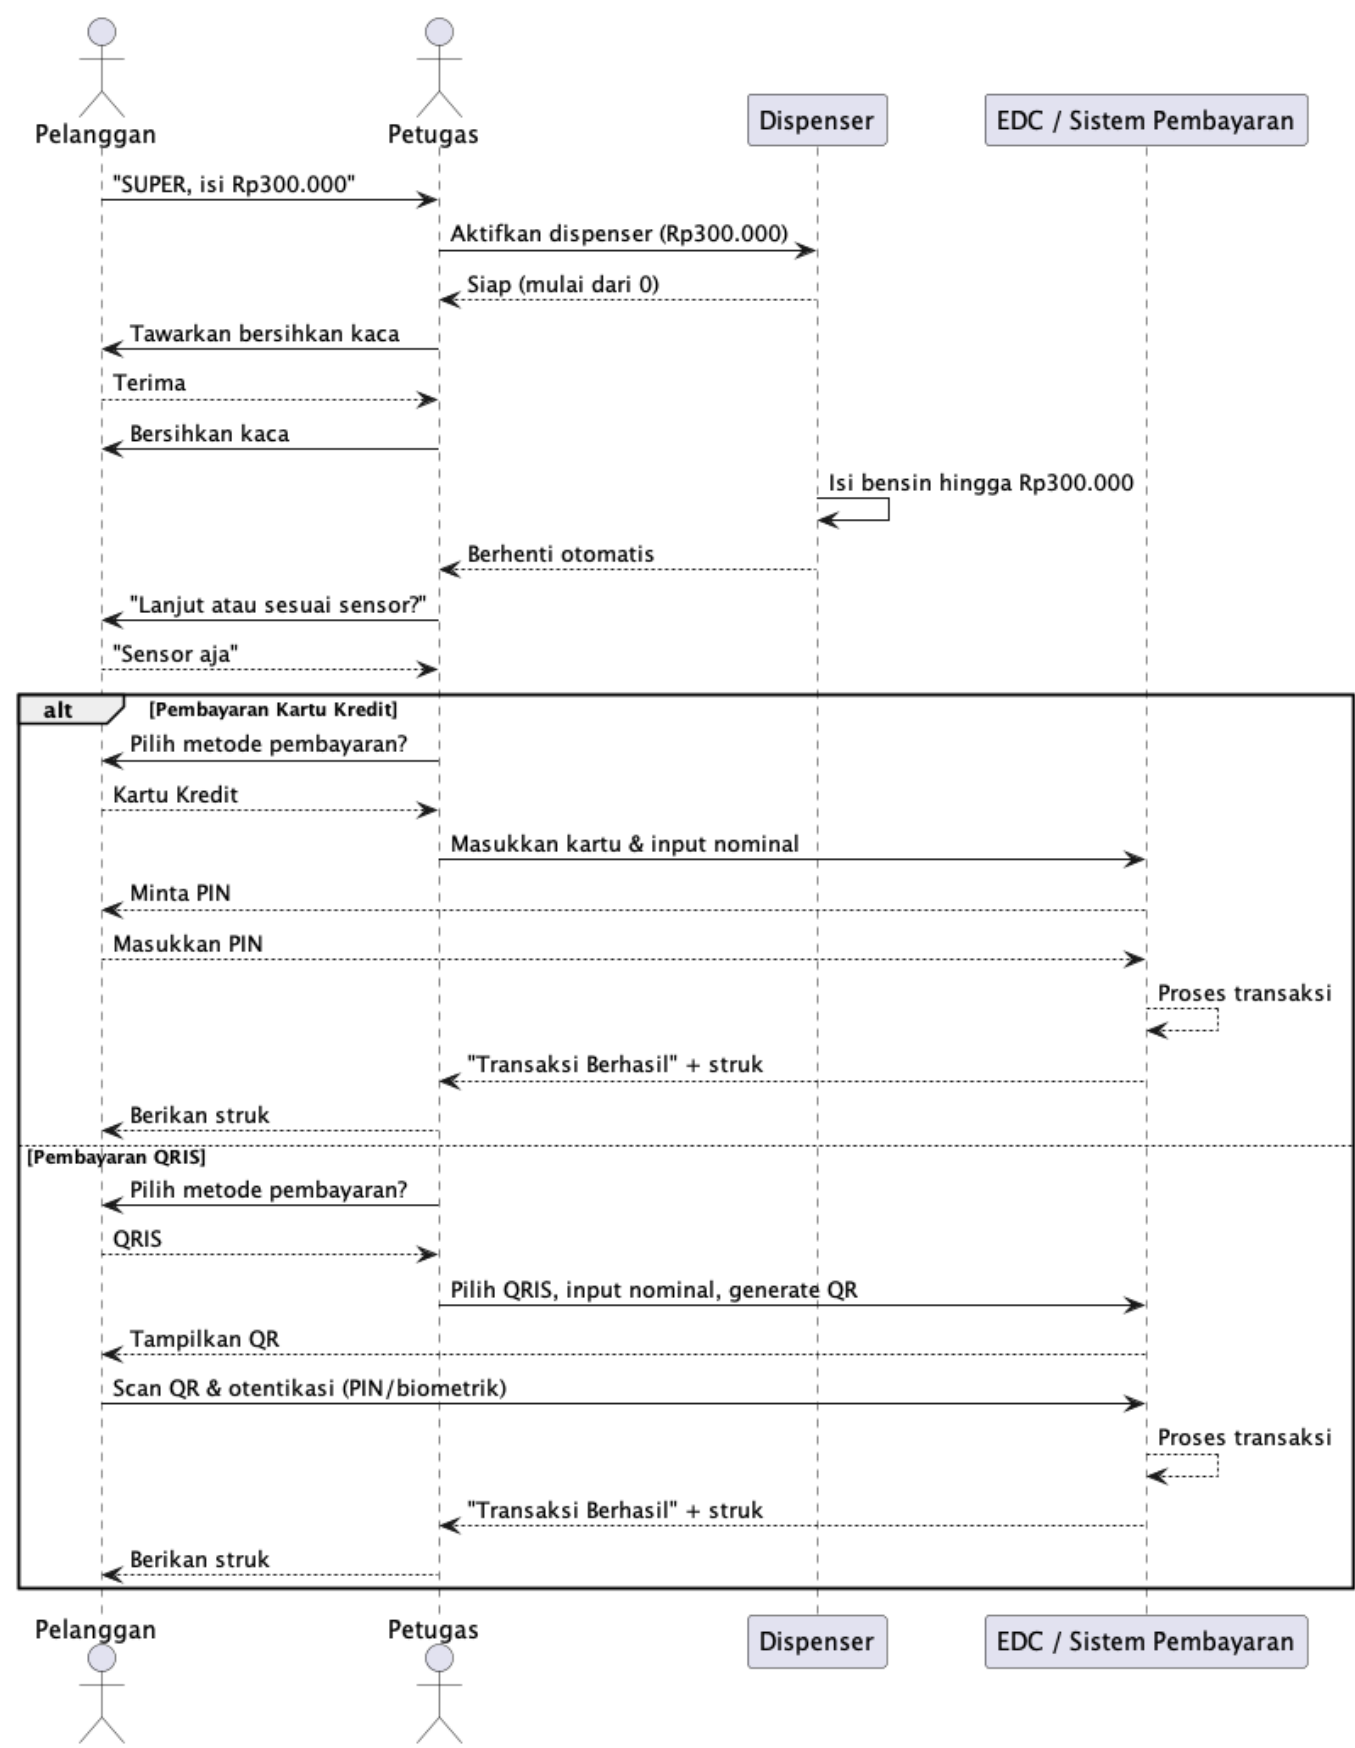 Pelanggan
Petugas
Dispenser
EDC / Sistem Pembayaran
"SUPER, isi Rp300.000"
Aktifkan dispenser (Rp300.000)
Siap (mulai dari 0)
Tawarkan bersihkan kaca
Terima
Bersihkan kaca
Isi bensin hingga Rp300.000
Berhenti otomatis
"Lanjut atau sesuai sensor?"
"Sensor aja"
alt
[Pembayaran Kartu Kredit]
Pilih metode pembayaran?
Kartu Kredit
Masukkan kartu & input nominal
Minta PIN
Masukkan PIN
Proses transaksi
"Transaksi Berhasil" + struk
Berikan struk
[Pembayaran QRIS]
Pilih metode pembayaran?
QRIS
Pilih QRIS, input nominal, generate QR
Tampilkan QR
Scan QR & otentikasi (PIN/biometrik)
Proses transaksi
"Transaksi Berhasil" + struk
Berikan struk
Pelanggan
Petugas
Dispenser
EDC / Sistem Pembayaran